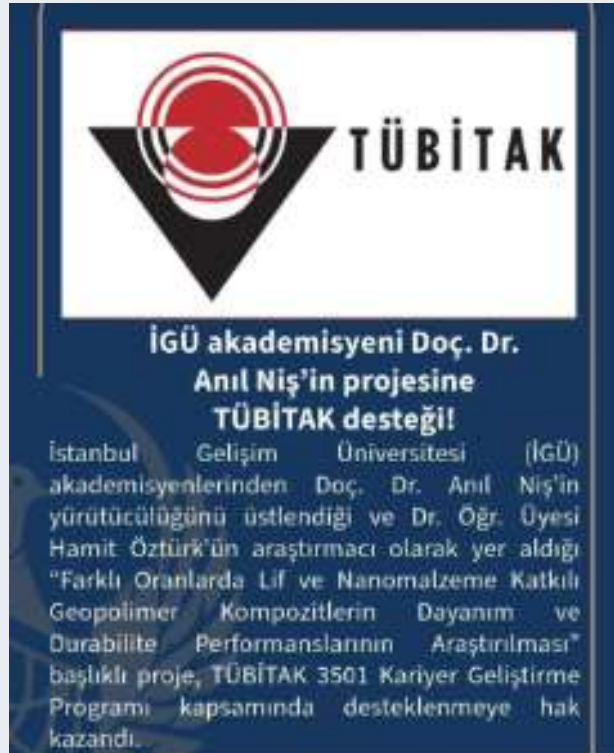 TÜBİTAK
İGÜ akademisyeni Doç. Dr.
Anıl Niş'in projesine
TÜBİTAK desteği!
İstanbul Gelişim Üniversitesi (İGÜ)
akademisyenlerinden Doç. Dr. Anıl Niş'in
yürütücülüğünü üstlendiği ve Dr. Öğr. Üyesi
Hamit Öztürk'ün araştırmacı olarak yer aldığı
"Farklı Oranlarda Lif ve Nanomalzeme Katkılı
Geopolimer Kompozitlerin Dayanım ve
Durabilite Performanslarının Araştırılması"
başlıklı proje, TÜBİTAK 3501 Kariyer Geliştirme
Programı kapsamında desteklenmeye hak
kazandı.